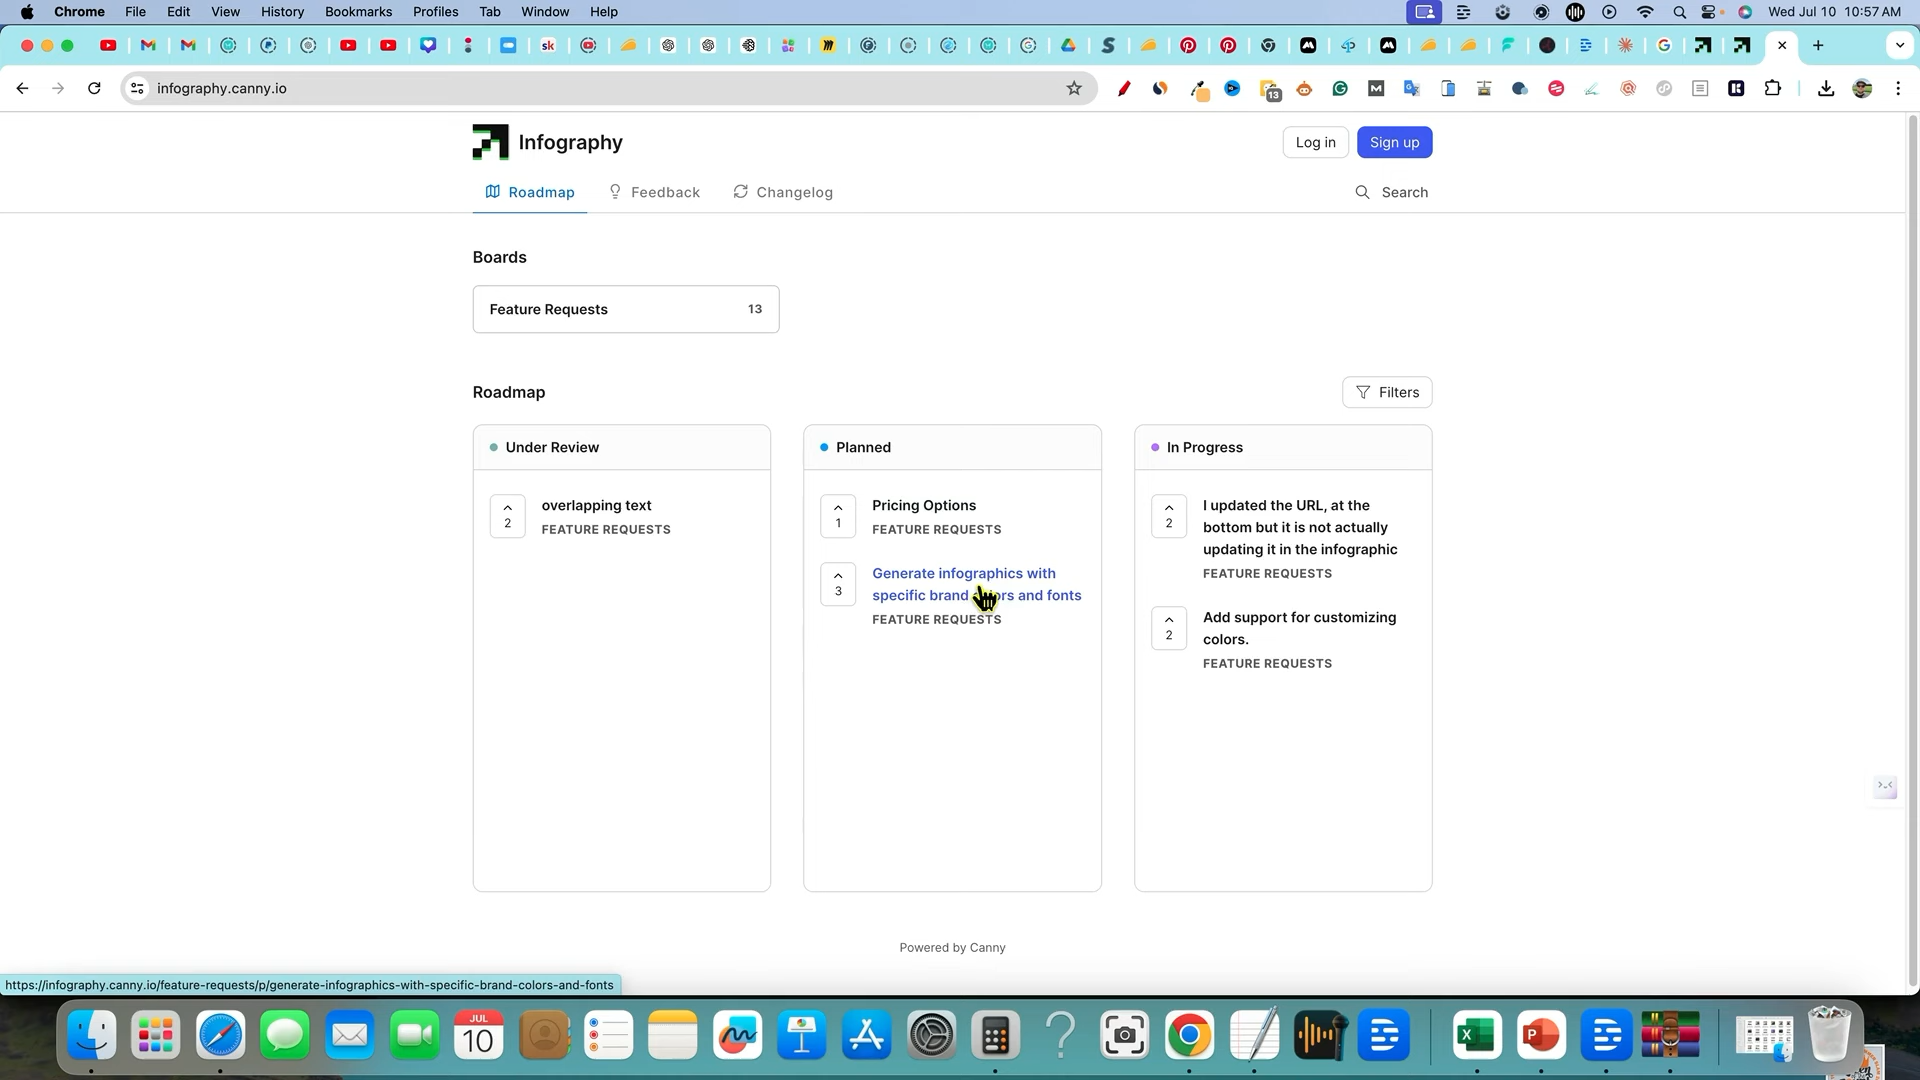 Chrome File Edit View History Bookmarks Profiles Tab Window Help Wed Jul 10 10:57 AM
infography.canny.io
13
Infography
Log in Sign up
Roadmap Feedback Changelog Search
Boards
Feature Requests 13
Roadmap Filters
Under Review
2 overlapping text
FEATURE REQUESTS
Planned
1 Pricing Options
FEATURE REQUESTS
3 Generate infographics with
specific brand colors and fonts
FEATURE REQUESTS
In Progress
2 I updated the URL, at the
bottom but it is not actually
updating it in the infographic
FEATURE REQUESTS
2 Add support for customizing
colors.
FEATURE REQUESTS
Powered by Canny
https://infography.canny.io/feature-requests/p/generate-infographics-with-specific-brand-colors-and-fonts
JUL
10